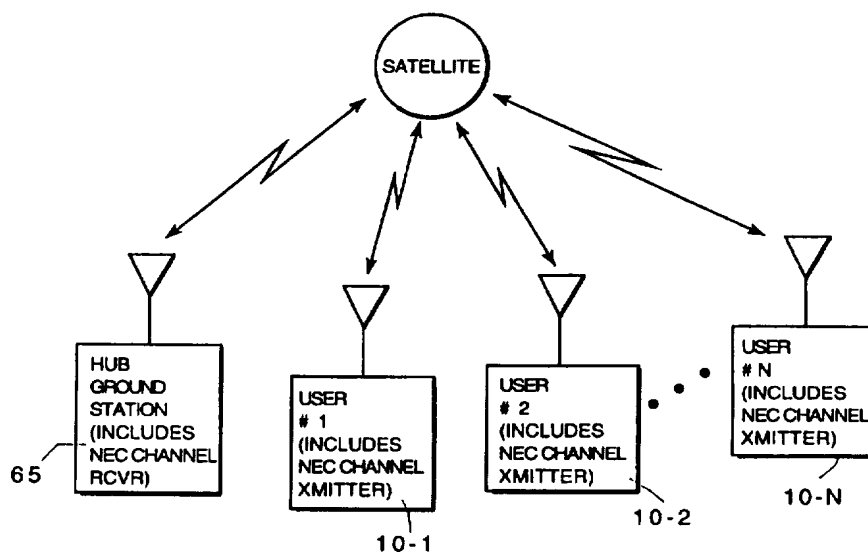 SATELLITE
HUB
GROUND
STATION
(INCLUDES
NEC CHANNEL
RCVR)
65
USER
# 1
(INCLUDES
NEC CHANNEL
XMITTER)
10-1
USER
# 2
(INCLUDES
NEC CHANNEL
XMITTER)
10-2
USER
# N
(INCLUDES
NEC CHANNEL
XMITTER)
10-N